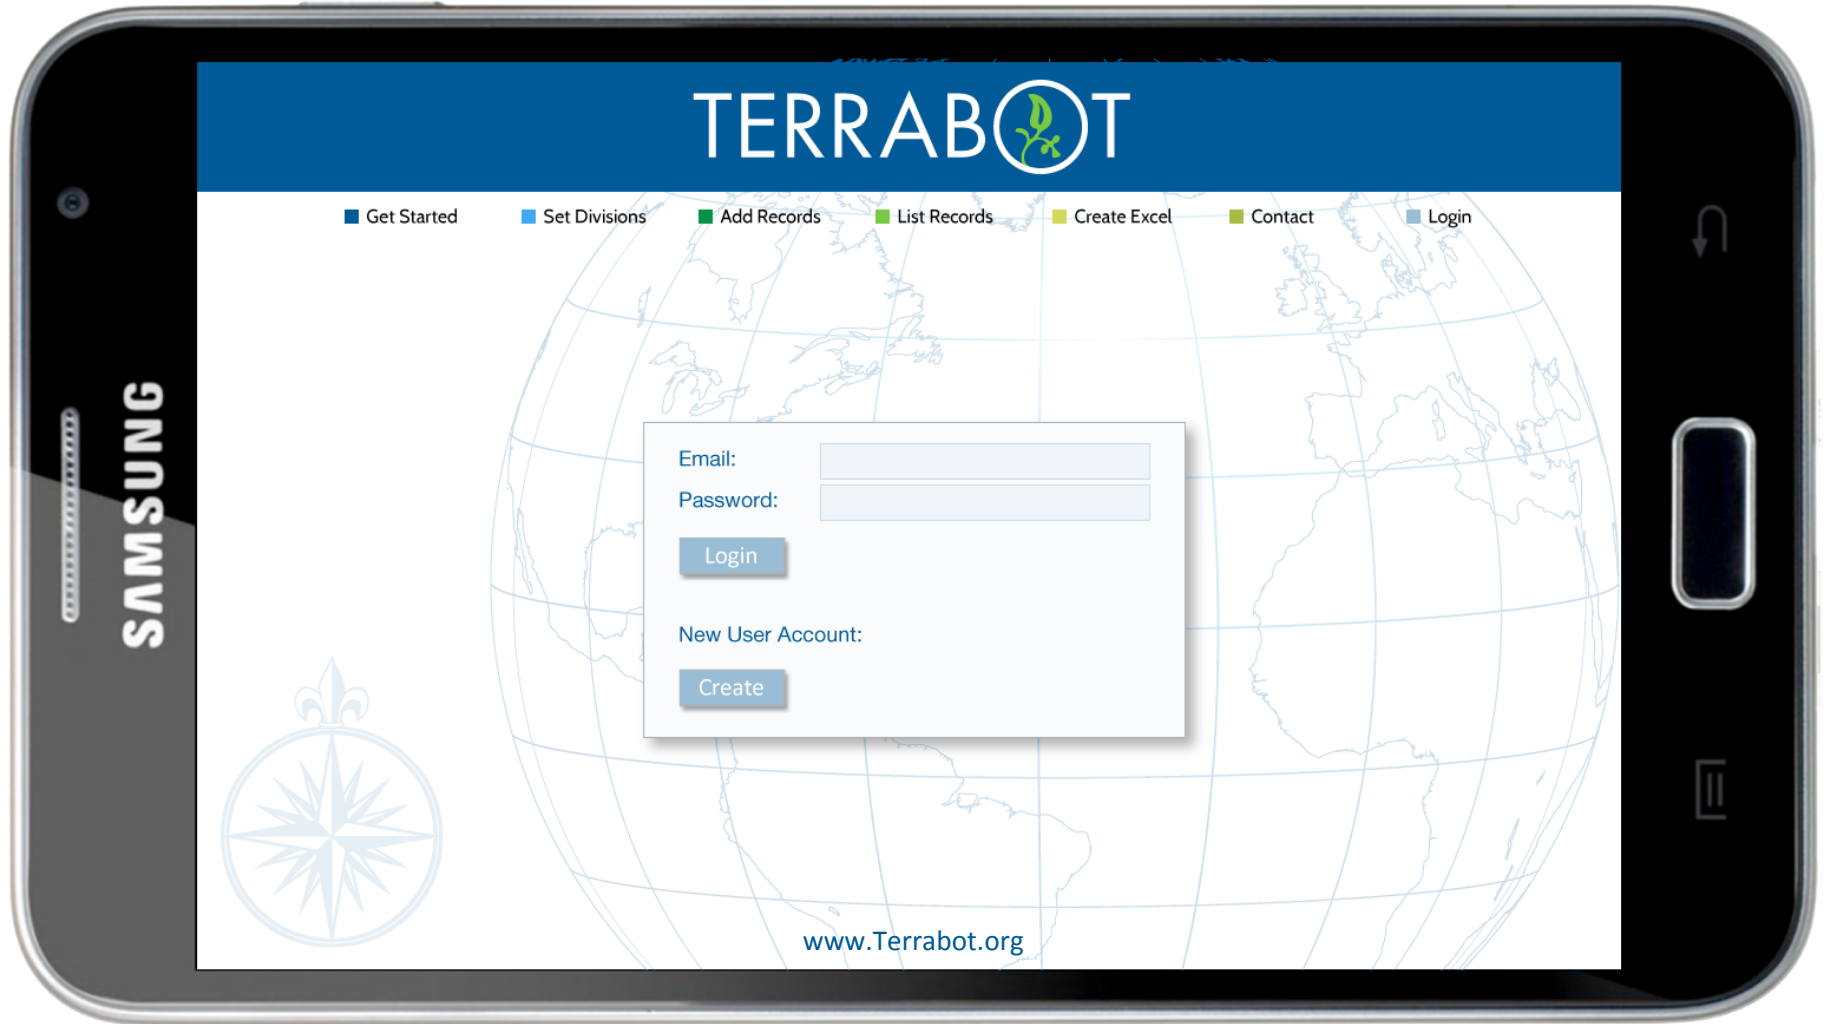 TERRABOT
Get Started Set Divisions Add Records List Records Create Excel Contact Login
SAMSUNG
Email:
Password:
Login
New User Account:
Create
www.Terrabot.org